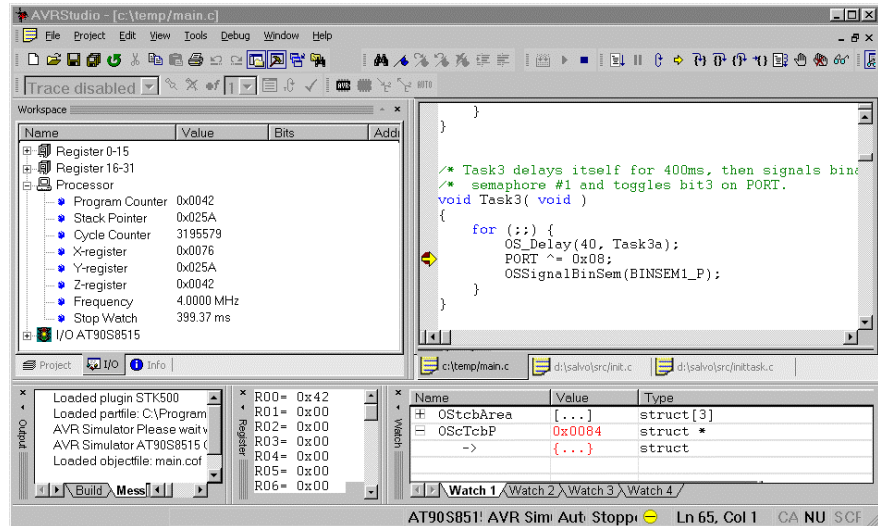 AVRStudio - [c:\temp/main.c]
File Project Edit View Tools Debug Window Help
Trace disabled 1 AVR AUTO
Workspace
Name Value Bits Addr
Register 0-15
Register 16-31
Processor
Program Counter 0x0042
Stack Pointer 0x025A
Cycle Counter 3195579
X-register 0x0076
Y-register 0x025A
Z-register 0x0042
Frequency 4.0000 MHz
Stop Watch 399.37 ms
I/O AT90S8515
Project I/O Info
}
}
/* Task3 delays itself for 400ms, then signals bina
/* semaphore #1 and toggles bit3 on PORT.
void Task3( void )
{
for (;;) {
OS_Delay(40, Task3a);
PORT ^= 0x08;
OSSignalBinSem(BINSEM1_P);
}
}
c:\temp/main.c d:\salvo\src/init.c d:\salvo\src/inittask.c
Output
Loaded plugin STK500
Loaded partfile: C:\Program
AVR Simulator Please wait v
AVR Simulator AT90S8515 (
Loaded objectfile: main.cof
Build Mess
Register
R00= 0x42
R01= 0x00
R02= 0x00
R03= 0x00
R04= 0x00
R05= 0x00
R06= 0x00
Watch
Name Value Type
OStcbArea [...] struct[3]
OScTcbP 0x0084 struct *
-> {...} struct
Watch 1 Watch 2 Watch 3 Watch 4
AT90S851! AVR Sim Aut Stopp Ln 65, Col 1 CA NU SCF